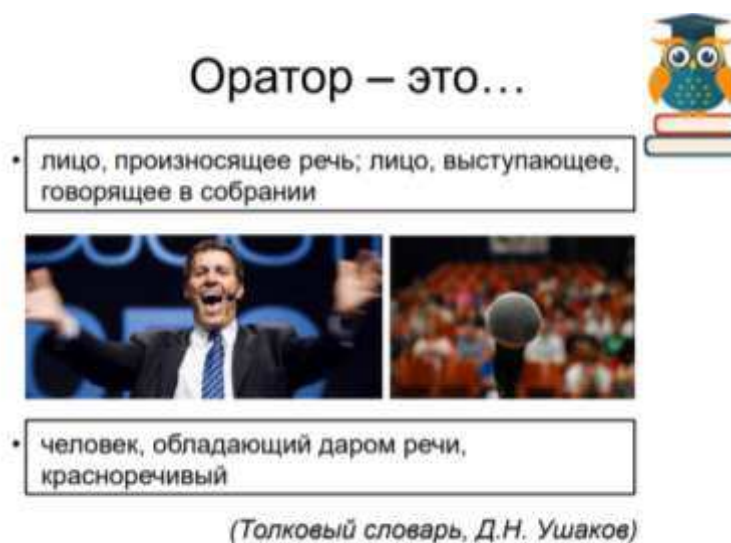 Оратор – это…
• лицо, произносящее речь; лицо, выступающее,
говорящее в собрании
• человек, обладающий даром речи,
красноречивый
(Толковый словарь, Д.Н. Ушаков)